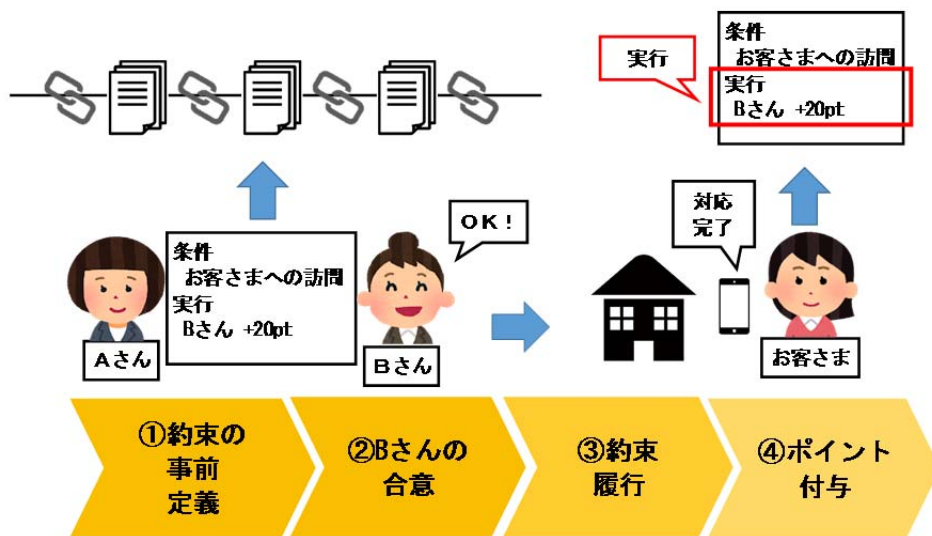 条件
お客さまへの訪問
実行
Bさん +20pt
実行
対応
完了
OK!
条件
お客さまへの訪問
実行
Bさん +20pt
Aさん
Bさん
お客さま
①約束の
事前
定義
②Bさんの
合意
③約束
履行
④ポイント
付与